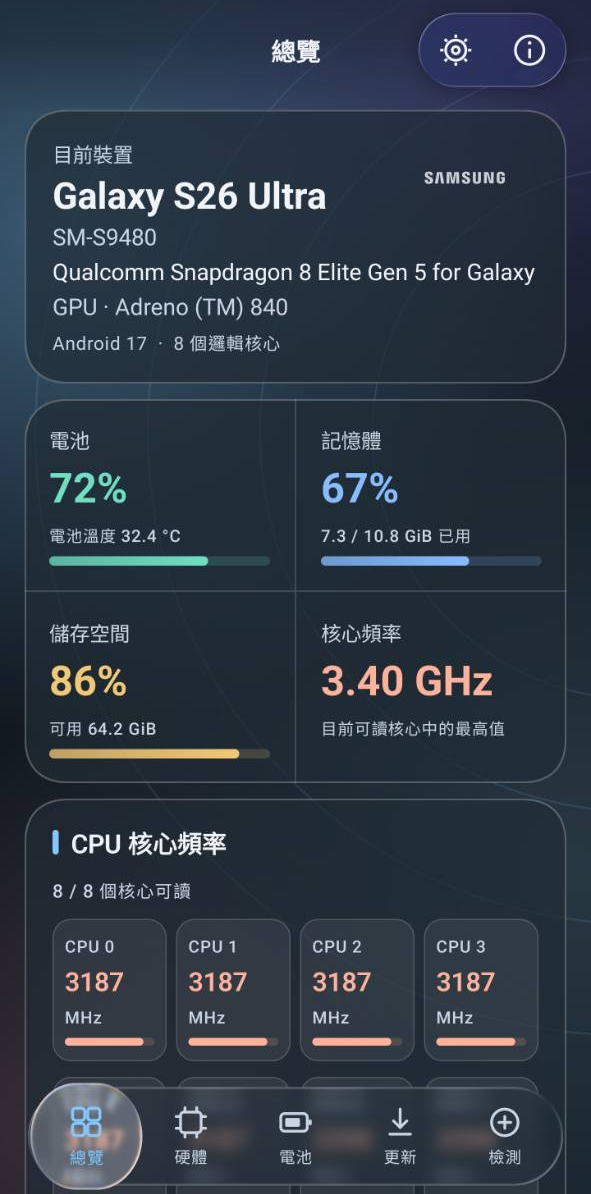 總覽
目前裝置
SAMSUNG
Galaxy S26 Ultra
SM-S9480
Qualcomm Snapdragon 8 Elite Gen 5 for Galaxy
GPU · Adreno (TM) 840
Android 17 · 8 個邏輯核心
電池
72%
電池溫度 32.4 °C
記憶體
67%
7.3 / 10.8 GiB 已用
儲存空間
86%
可用 64.2 GiB
核心頻率
3.40 GHz
目前可讀核心中的最高值
CPU 核心頻率
8 / 8 個核心可讀
CPU 0
3187
MHz
CPU 1
3187
MHz
CPU 2
3187
MHz
CPU 3
3187
MHz
總覽
硬體
電池
更新
檢測